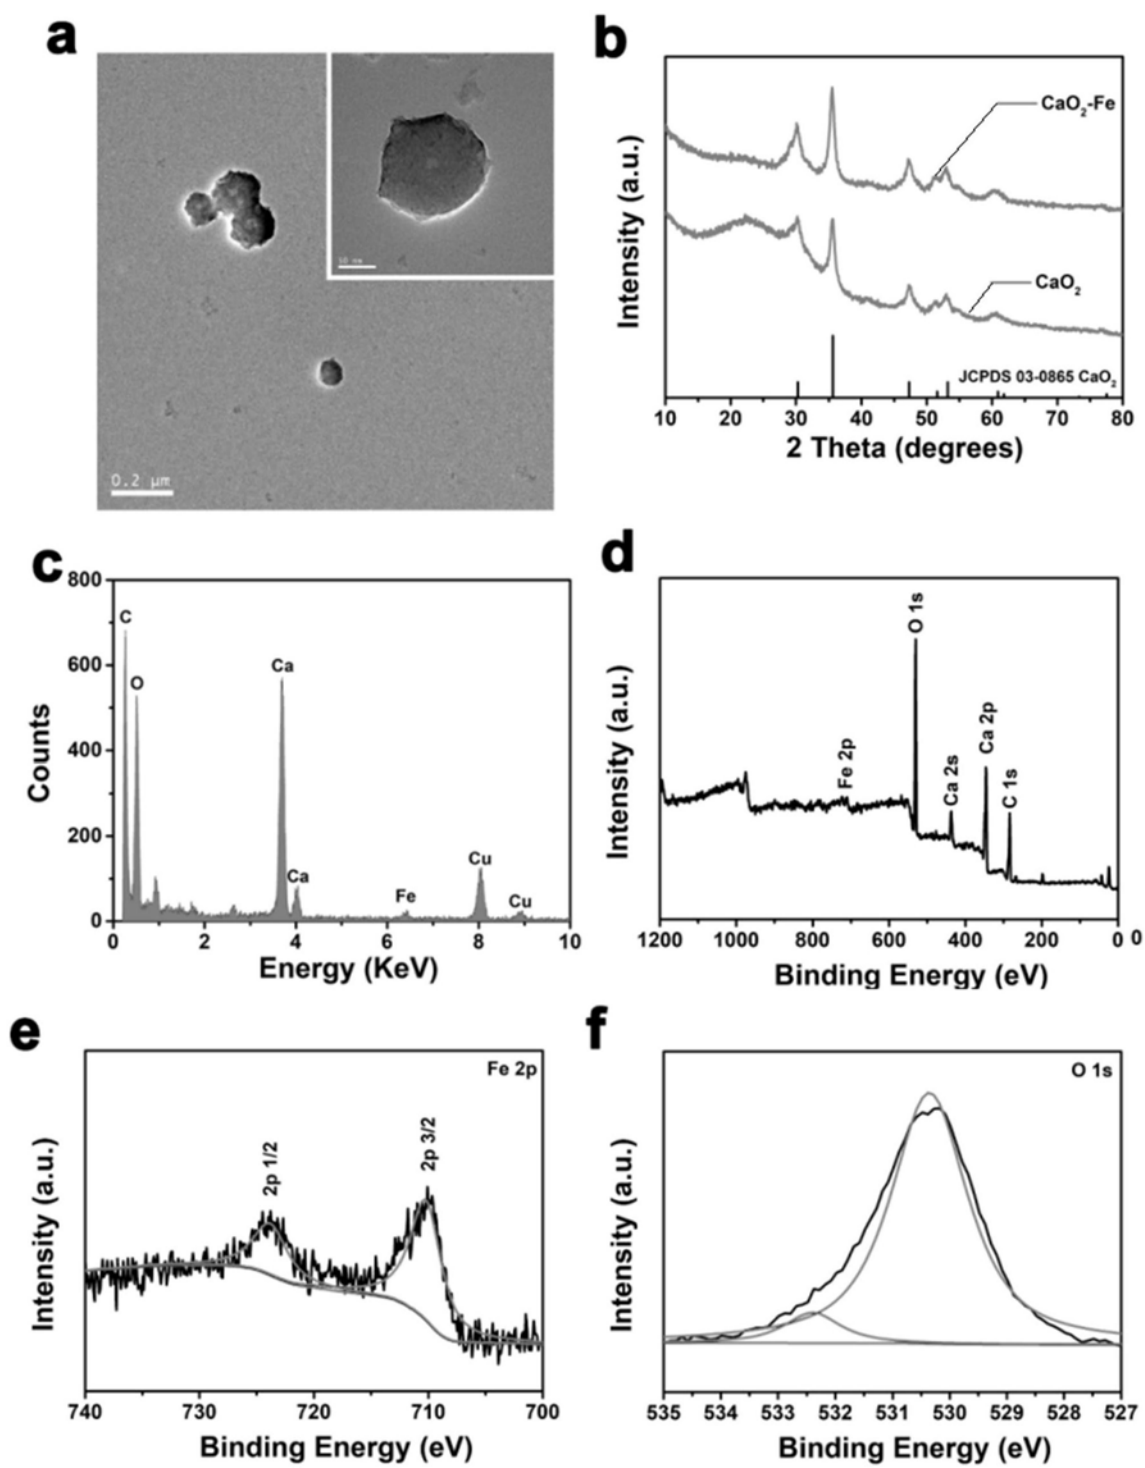 a
0.2 µm
50 nm
b
Intensity (a.u.)
CaO2-Fe
CaO2
JCPDS 03-0865 CaO2
10 20 30 40 50 60 70 80
2 Theta (degrees)
c
Counts
800
600
400
200
0
C
O
Ca
Ca
Fe
Cu
Cu
0 2 4 6 8 10
Energy (KeV)
d
Intensity (a.u.)
Fe 2p
O 1s
Ca 2s
Ca 2p
C 1s
1200 1000 800 600 400 200 0 0
Binding Energy (eV)
e
Intensity (a.u.)
Fe 2p
2p 1/2
2p 3/2
740 730 720 710 700
Binding Energy (eV)
f
Intensity (a.u.)
O 1s
535 534 533 532 531 530 529 528 527
Binding Energy (eV)